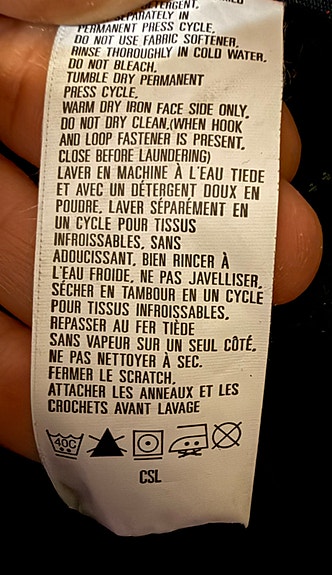 DETERGENT,
SEPARATELY IN
PERMANENT PRESS CYCLE,
DO NOT USE FABRIC SOFTENER,
RINSE THOROUGHLY IN COLD WATER,
DO NOT BLEACH,
TUMBLE DRY PERMANENT
PRESS CYCLE,
WARM DRY IRON FACE SIDE ONLY,
DO NOT DRY CLEAN,(WHEN HOOK
AND LOOP FASTENER IS PRESENT,
CLOSE BEFORE LAUNDERING)
LAVER EN MACHINE À L'EAU TIEDE
ET AVEC UN DÉTERGENT DOUX EN
POUDRE, LAVER SÉPARÉMENT EN
UN CYCLE POUR TISSUS
INFROISSABLES, SANS
ADOUCISSANT, BIEN RINCER À
L'EAU FROIDE, NE PAS JAVELLISER,
SÉCHER EN TAMBOUR EN UN CYCLE
POUR TISSUS INFROISSABLES,
REPASSER AU FER TIÈDE
SANS VAPEUR SUR UN SEUL CÔTÉ,
NE PAS NETTOYER À SEC.
FERMER LE SCRATCH,
ATTACHER LES ANNEAUX ET LES
CROCHETS AVANT LAVAGE
40C
CSL